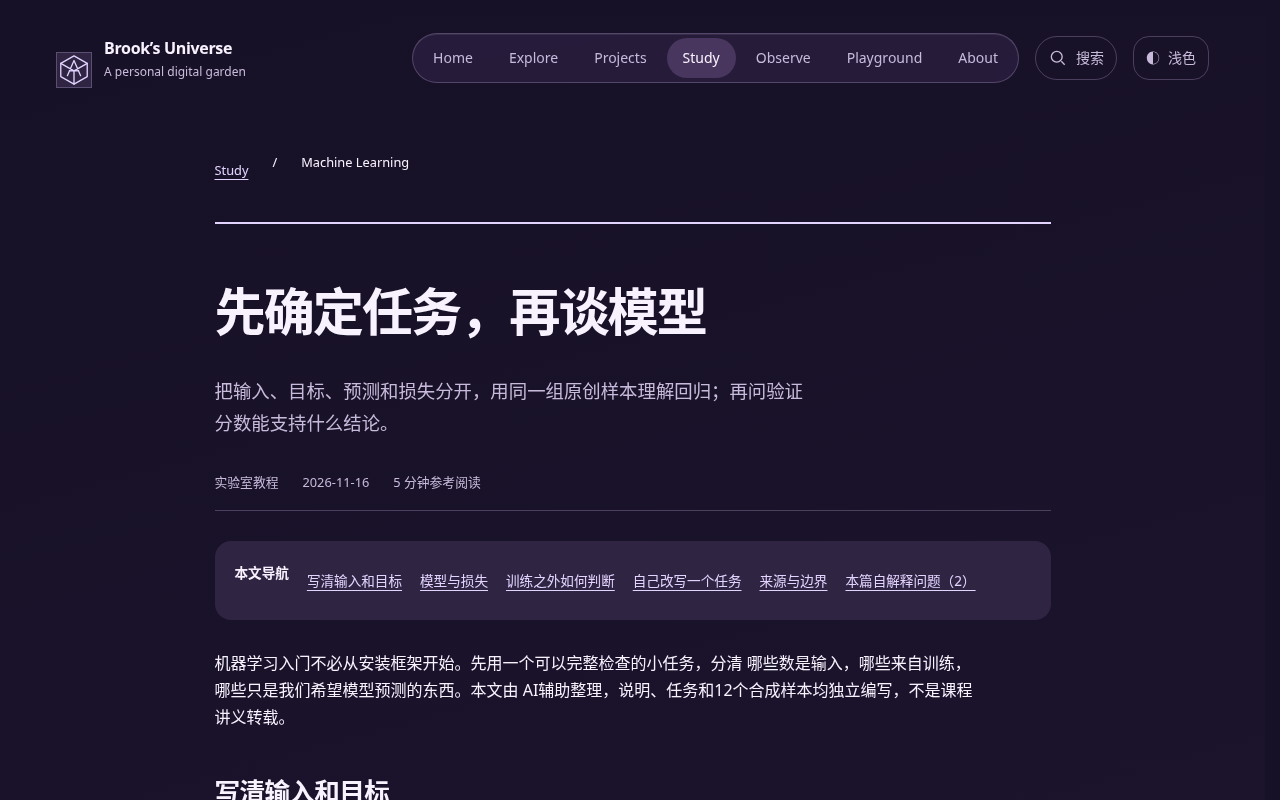 Brook's Universe
A personal digital garden
Home Explore Projects Study Observe Playground About
搜索
浅色
Study / Machine Learning
先确定任务，再谈模型
把输入、目标、预测和损失分开，用同一组原创样本理解回归；再问验证
分数能支持什么结论。
实验室教程 2026-11-16 5 分钟参考阅读
本文导航 写清输入和目标 模型与损失 训练之外如何判断 自己改写一个任务 来源与边界 本篇自解释问题（2）
机器学习入门不必从安装框架开始。先用一个可以完整检查的小任务，分清 哪些数是输入，哪些来自训练，
哪些只是我们希望模型预测的东西。本文由 AI辅助整理，说明、任务和12个合成样本均独立编写，不是课程
讲义转载。
写清输入和目标